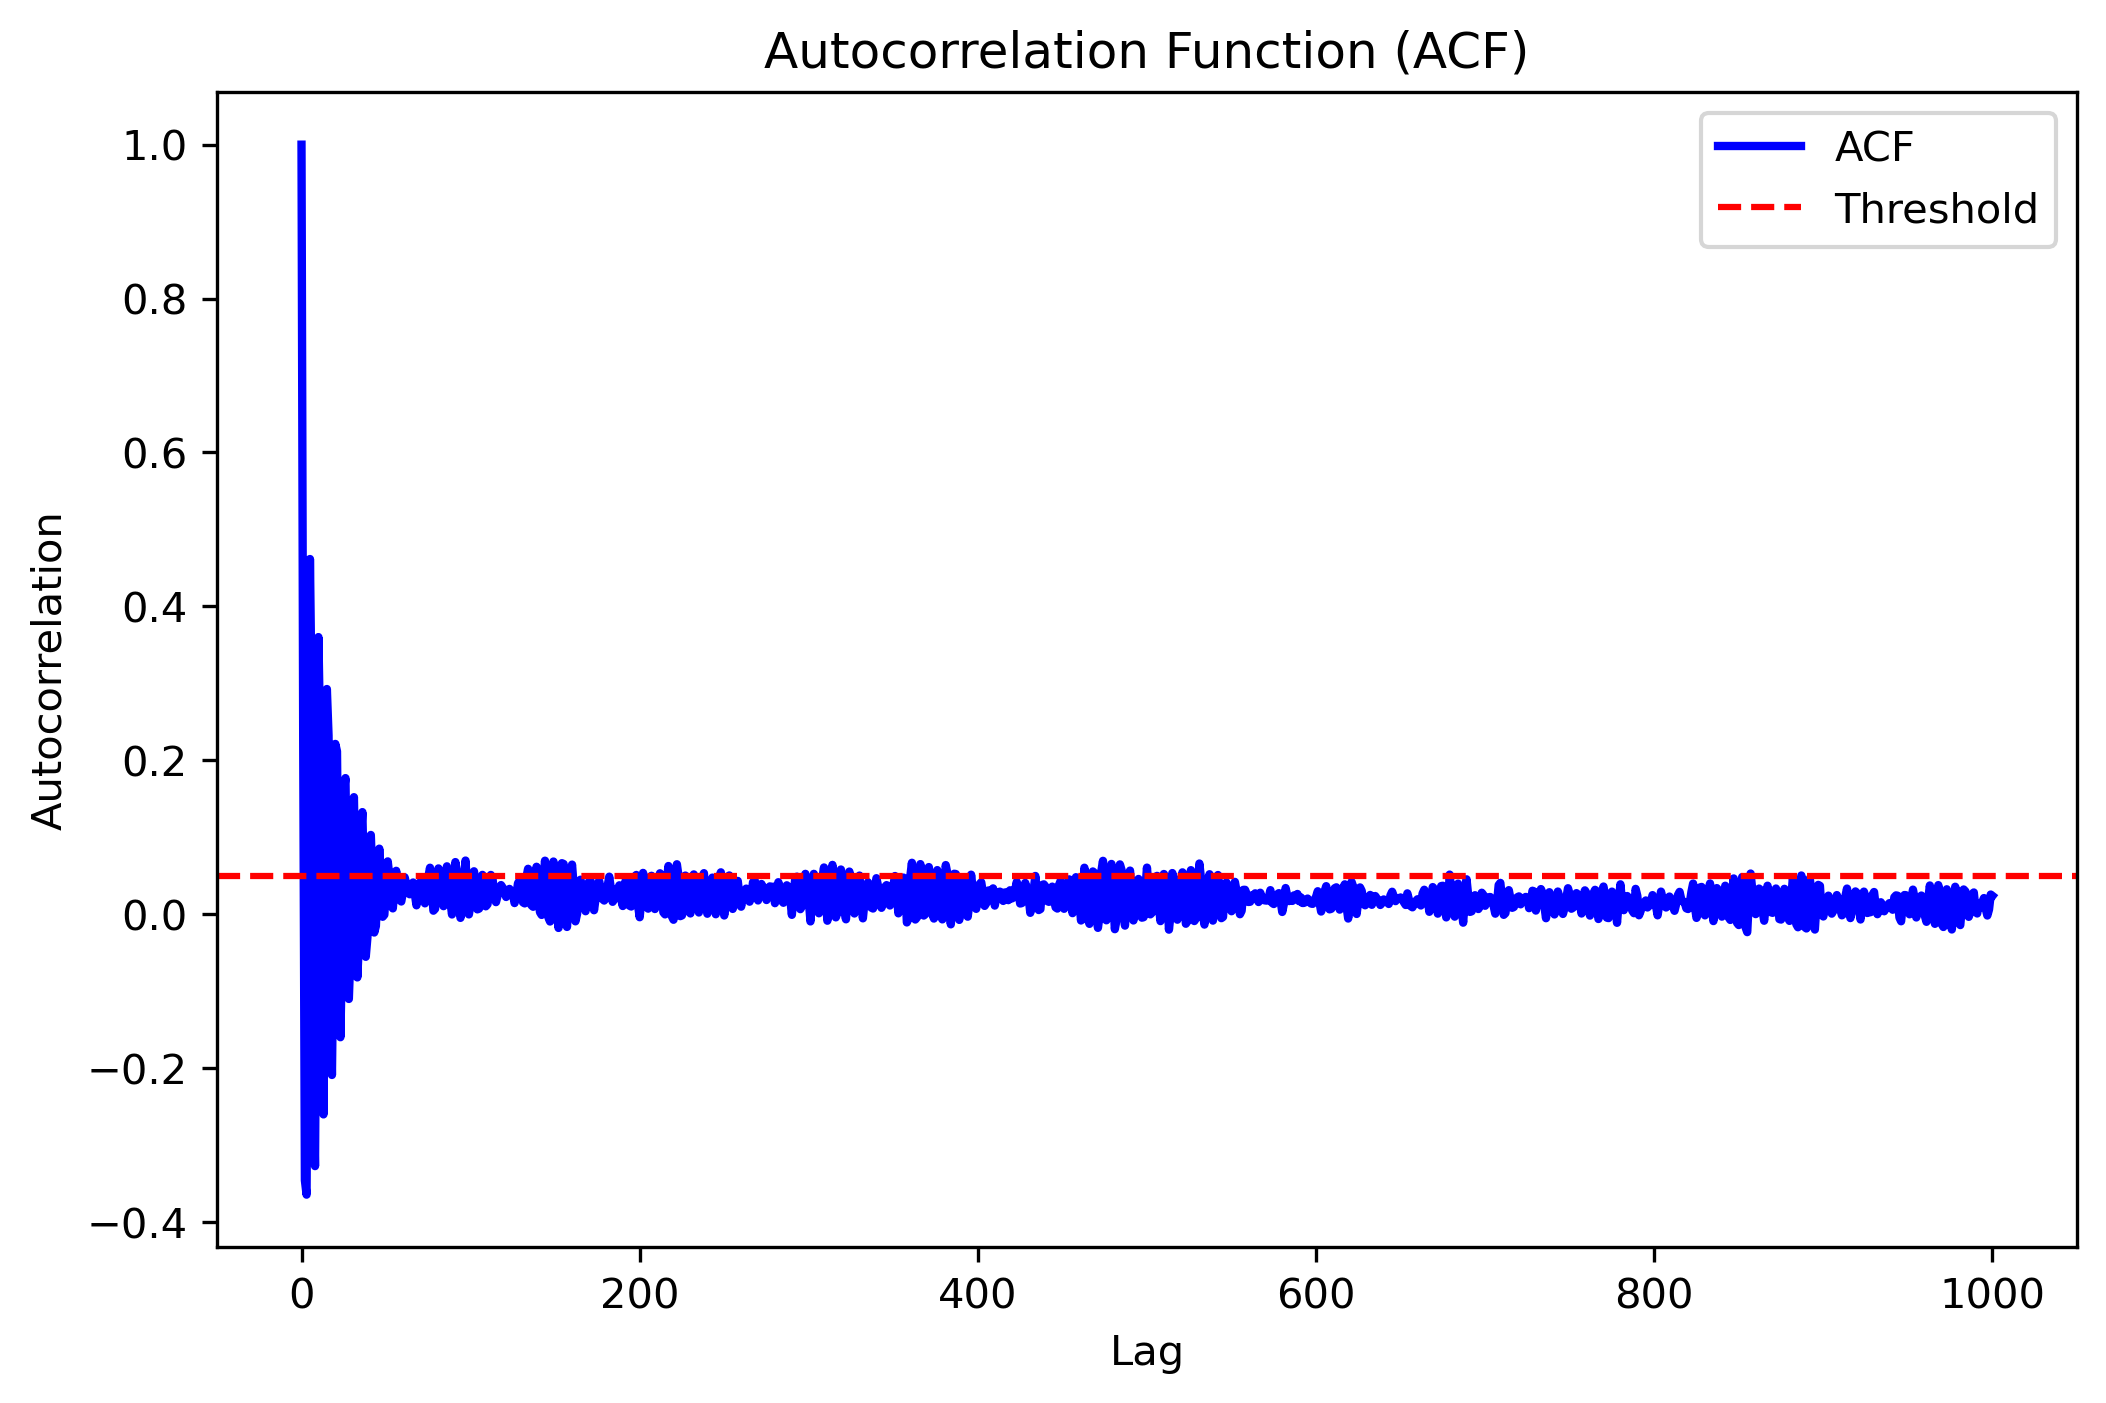 Autocorrelation Function (ACF)
ACF
Threshold
Autocorrelation
1.0
0.8
0.6
0.4
0.2
0.0
−0.2
−0.4
0 200 400 600 800 1000
Lag